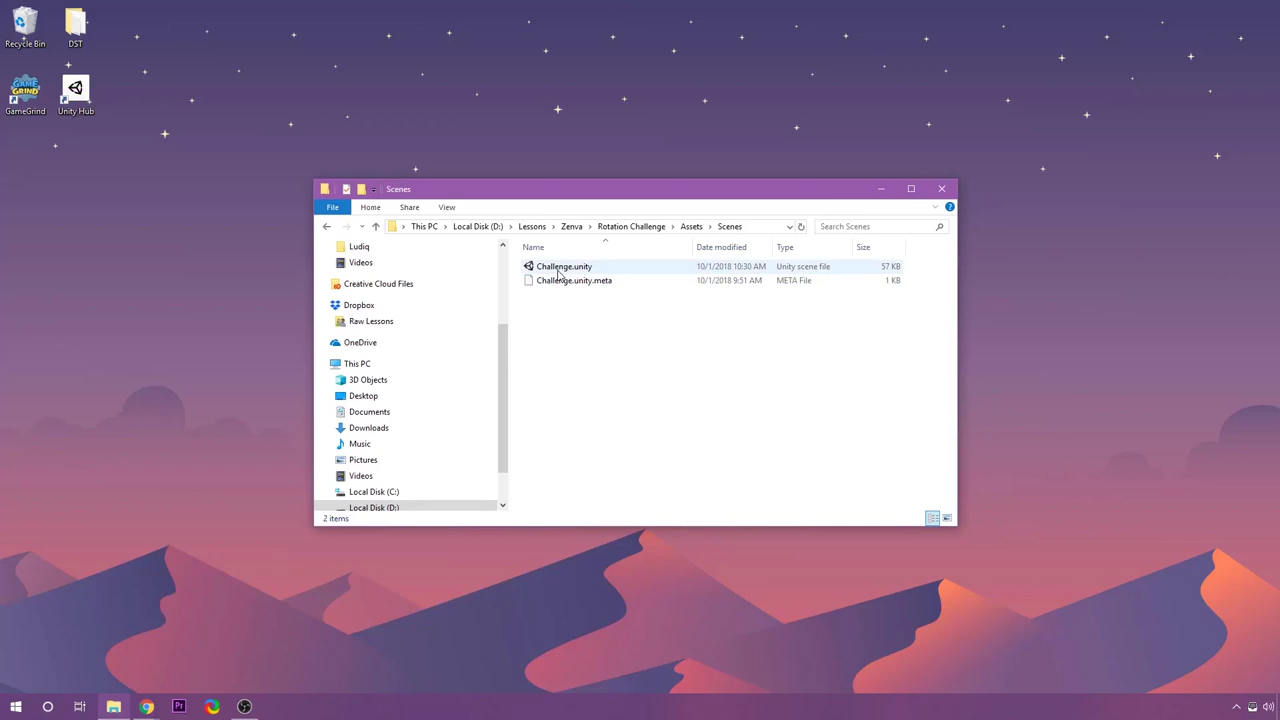 Recycle Bin
DST
GAME GRIND
GameGrind
Unity Hub
Scenes
File Home Share View
This PC Local Disk (D:) Lessons Zenva Rotation Challenge Assets Scenes
Search Scenes
Name Date modified Type Size
Challenge.unity 10/1/2018 10:30 AM Unity scene file 57 KB
Challenge.unity.meta 10/1/2018 9:51 AM META File 1 KB
Ludiq
Videos
Creative Cloud Files
Dropbox
Raw Lessons
OneDrive
This PC
3D Objects
Desktop
Documents
Downloads
Music
Pictures
Videos
Local Disk (C:)
Local Disk (D:)
2 items
Pr